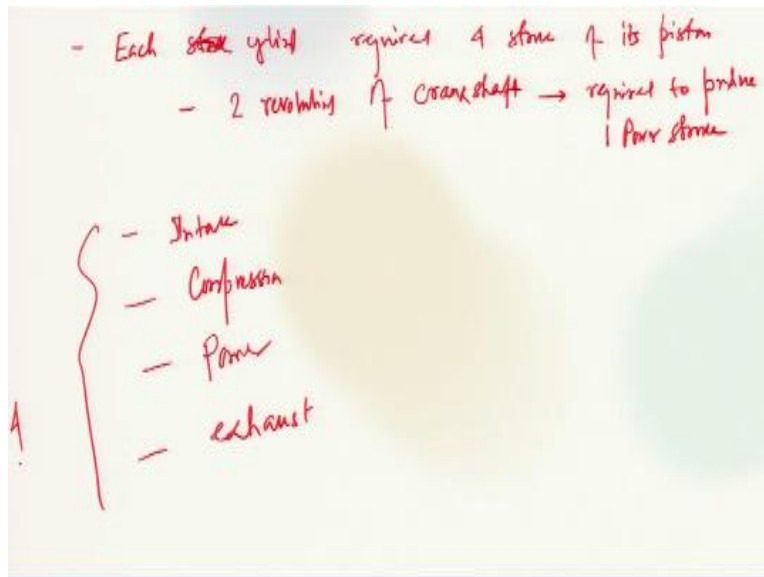 - Each cylind required 4 stroke of its piston
- 2 revolutions of crankshaft → required to produce
1 Power stroke
- Intake
- Compression
- Power
4
- exhaust